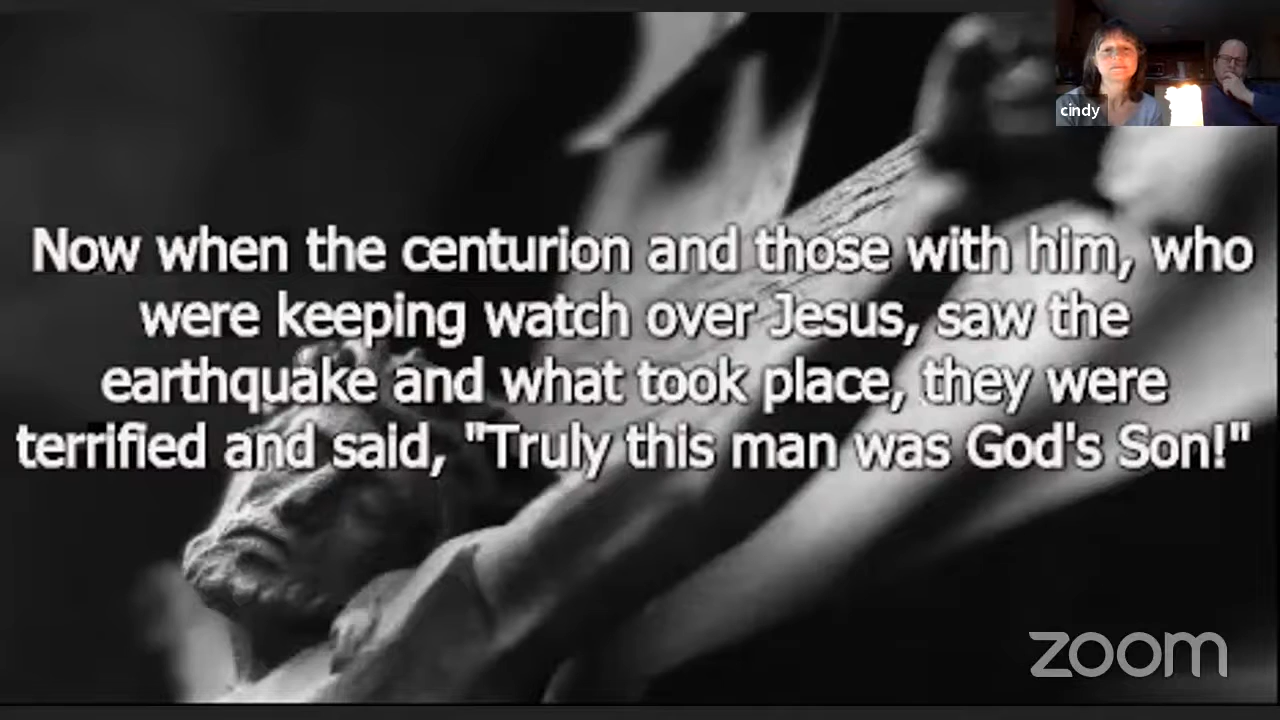 cindy
Now when the centurion and those with him, who
were keeping watch over Jesus, saw the
earthquake and what took place, they were
terrified and said, "Truly this man was God's Son!"
zoom